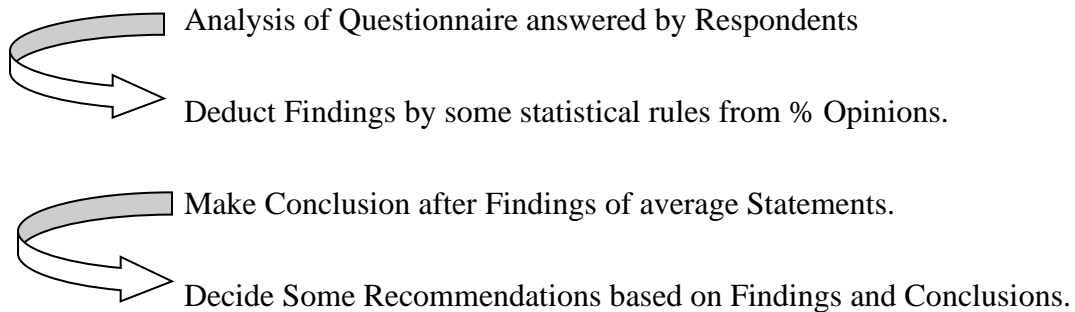 Analysis of Questionnaire answered by Respondents
Deduct Findings by some statistical rules from % Opinions.
Make Conclusion after Findings of average Statements.
Decide Some Recommendations based on Findings and Conclusions.